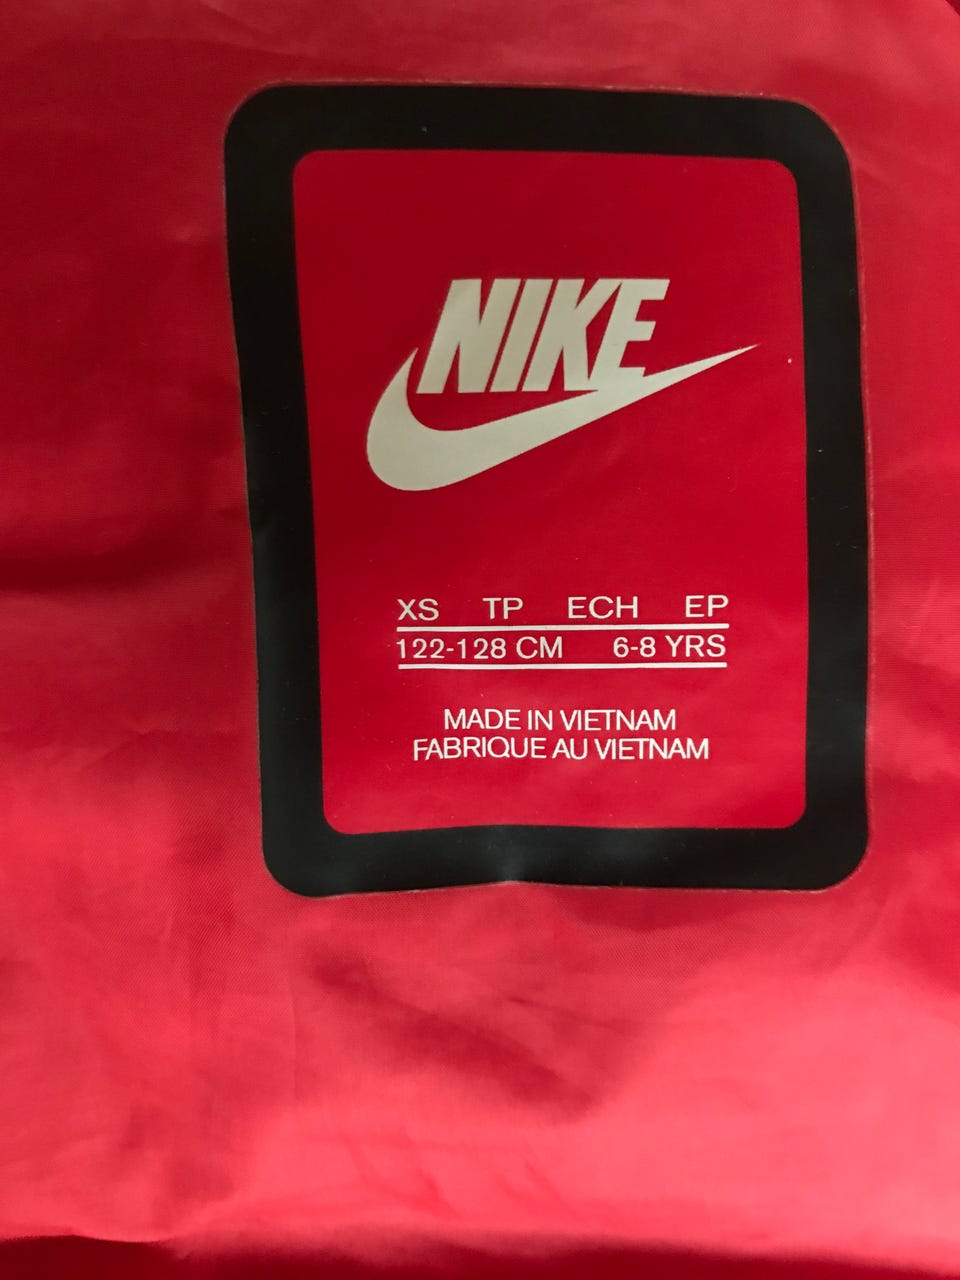 NIKE
XS TP ECH EP
122-128 CM 6-8 YRS
MADE IN VIETNAM
FABRIQUE AU VIETNAM